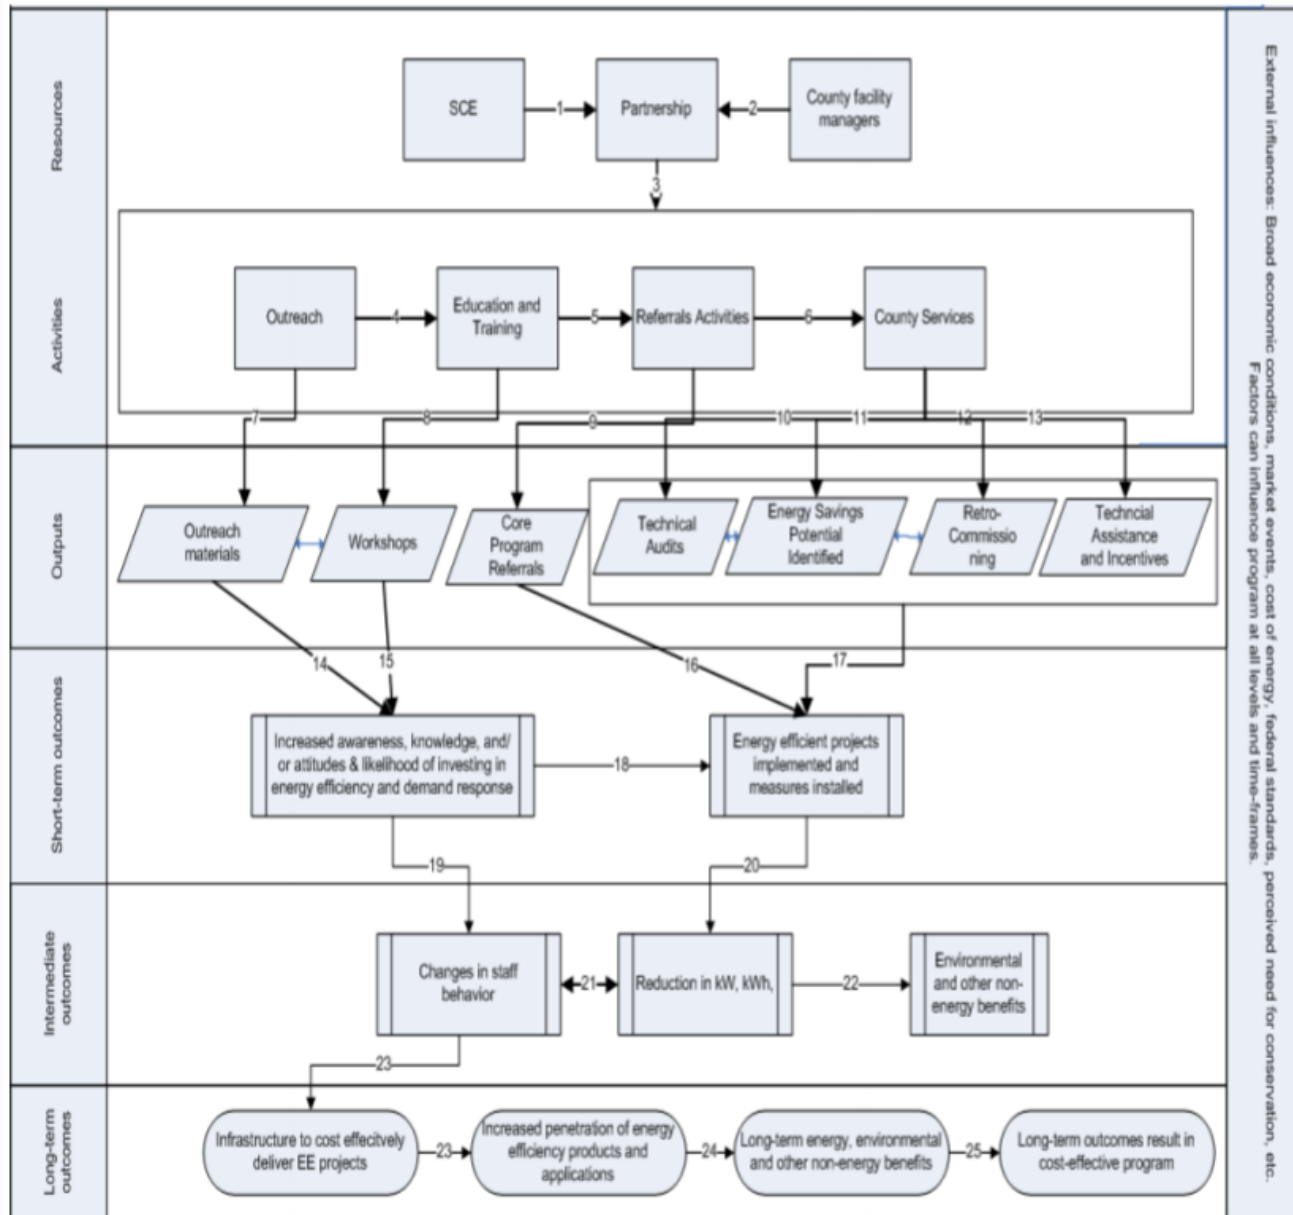 Resources
SCE
1
Partnership
2
County facility
managers
3
Activities
Outreach
4
Education and
Training
5
Referrals Activities
6
County Services
7
8
9
10
11
12
13
Outputs
Outreach
materials
Workshops
Core
Program
Referrals
Technical
Audits
Energy Savings
Potential
Identified
Retro-
Commissio
ning
Techncial
Assistance
and Incentives
14
15
16
17
Short-term outcomes
Increased awareness, knowledge, and/
or attitudes & likelihood of investing in
energy efficiency and demand response
18
Energy efficient projects
implemented and
measures installed
19
20
Intermediate
outcomes
Changes in staff
behavior
21
Reduction in kW, kWh,
22
Environmental
and other non-
energy benefits
23
Long-term
outcomes
Infrastructure to cost effecitvely
deliver EE projects
23
Increased penetration of energy
efficiency products and
applications
24
Long-term energy, environmental
and other non-energy benefits
25
Long-term outcomes result in
cost-effective program
External influences: Broad economic conditions, market events, cost of energy, federal standards, perceived need for conservation, etc.
Factors can influence program at all levels and time-frames.